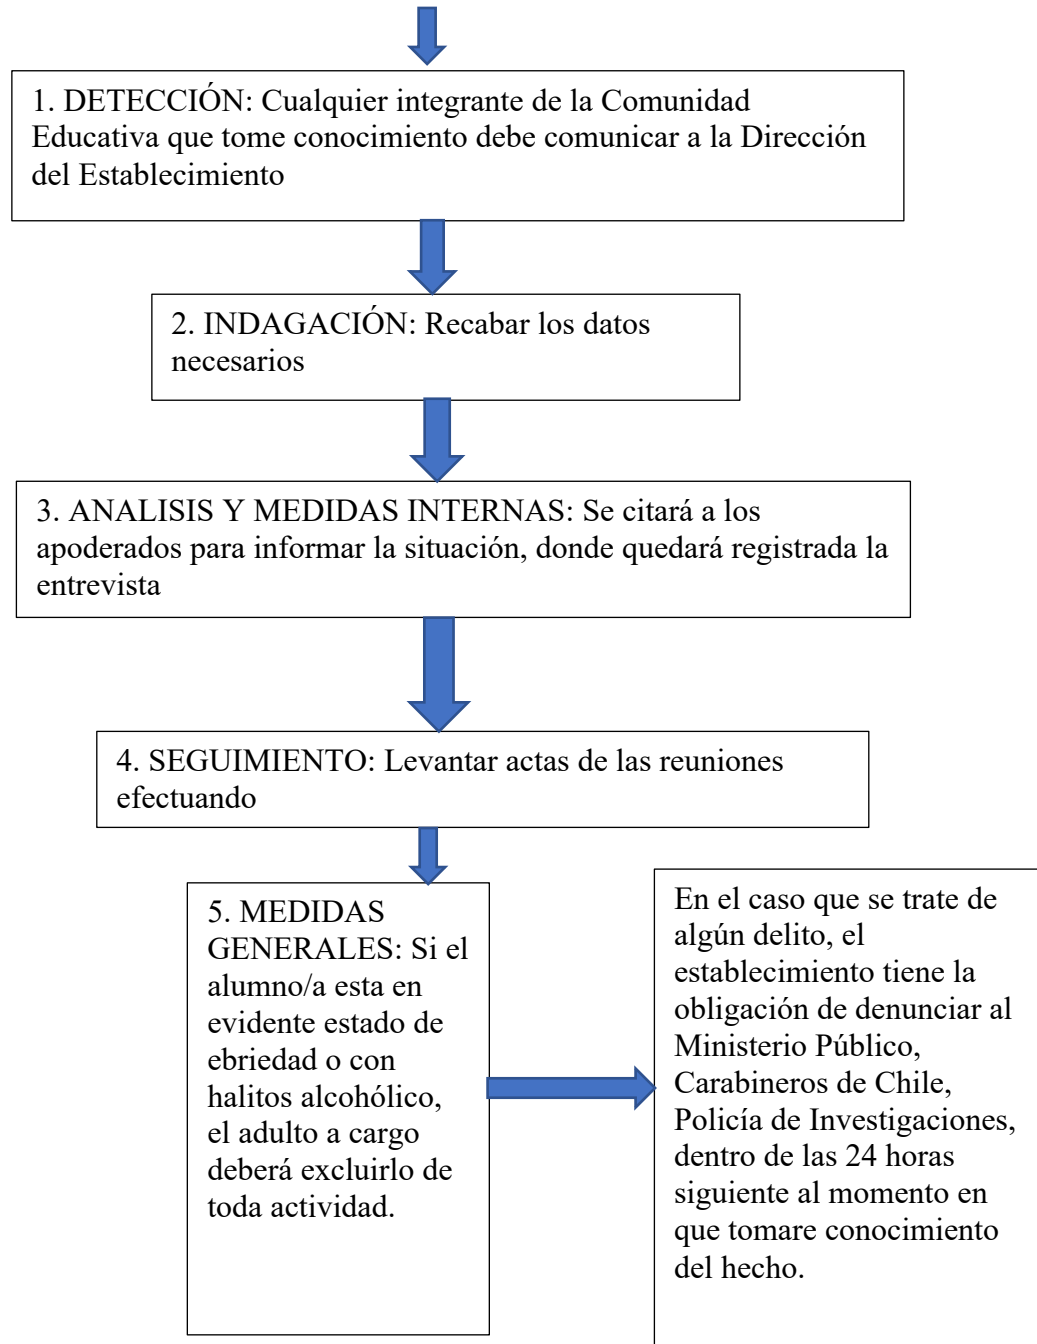 1. DETECCIÓN: Cualquier integrante de la Comunidad
Educativa que tome conocimiento debe comunicar a la Dirección
del Establecimiento
2. INDAGACIÓN: Recabar los datos
necesarios
3. ANALISIS Y MEDIDAS INTERNAS: Se citará a los
apoderados para informar la situación, donde quedará registrada la
entrevista
4. SEGUIMIENTO: Levantar actas de las reuniones
efectuando
5. MEDIDAS
GENERALES: Si el
alumno/a esta en
evidente estado de
ebriedad o con
halitos alcohólico,
el adulto a cargo
deberá excluirlo de
toda actividad.
En el caso que se trate de
algún delito, el
establecimiento tiene la
obligación de denunciar al
Ministerio Público,
Carabineros de Chile,
Policía de Investigaciones,
dentro de las 24 horas
siguiente al momento en
que tomare conocimiento
del hecho.